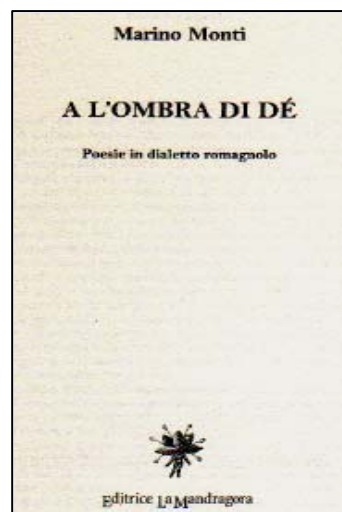 Marino Monti
A L'OMBRA DI DÉ
Poesie in dialetto romagnolo
Editrice La Mandragora